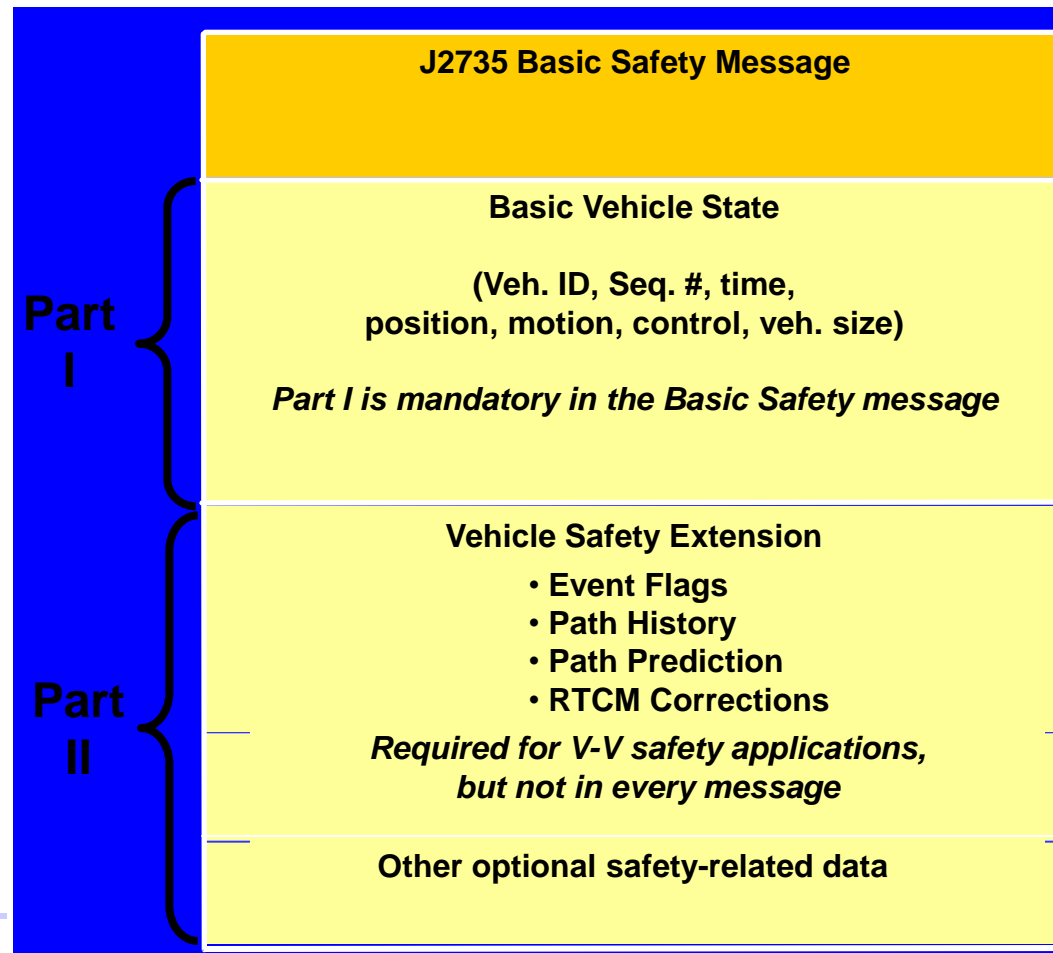 J2735 Basic Safety Message
Part
I
Basic Vehicle State
(Veh. ID, Seq. #, time,
position, motion, control, veh. size)
Part I is mandatory in the Basic Safety message
Part
II
Vehicle Safety Extension
• Event Flags
• Path History
• Path Prediction
• RTCM Corrections
Required for V-V safety applications,
but not in every message
Other optional safety-related data